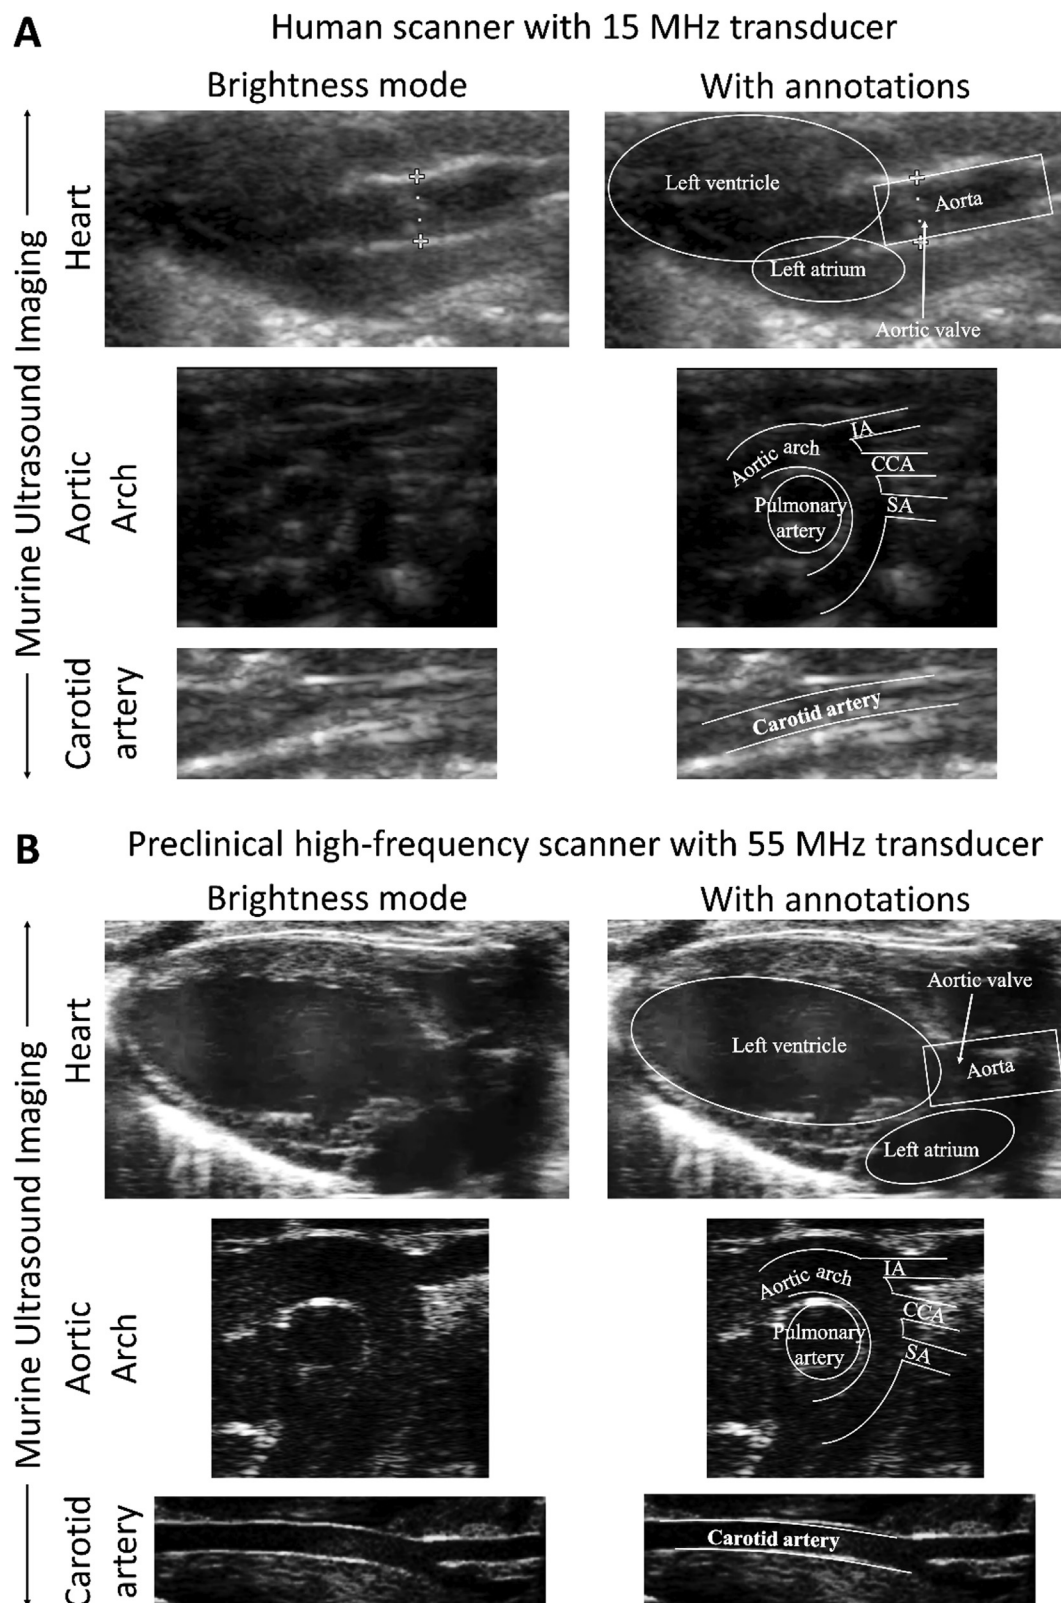 A
Human scanner with 15 MHz transducer
Brightness mode
With annotations
Murine Ultrasound Imaging
Heart
Left ventricle
Aorta
Left atrium
Aortic valve
Aortic
Arch
IA
Aortic arch
CCA
Pulmonary
artery
SA
Carotid
artery
Carotid artery
B
Preclinical high-frequency scanner with 55 MHz transducer
Brightness mode
With annotations
Murine Ultrasound Imaging
Heart
Aortic valve
Left ventricle
Aorta
Left atrium
Aortic
Arch
IA
Aortic arch
CCA
Pulmonary
artery
SA
Carotid
artery
Carotid artery